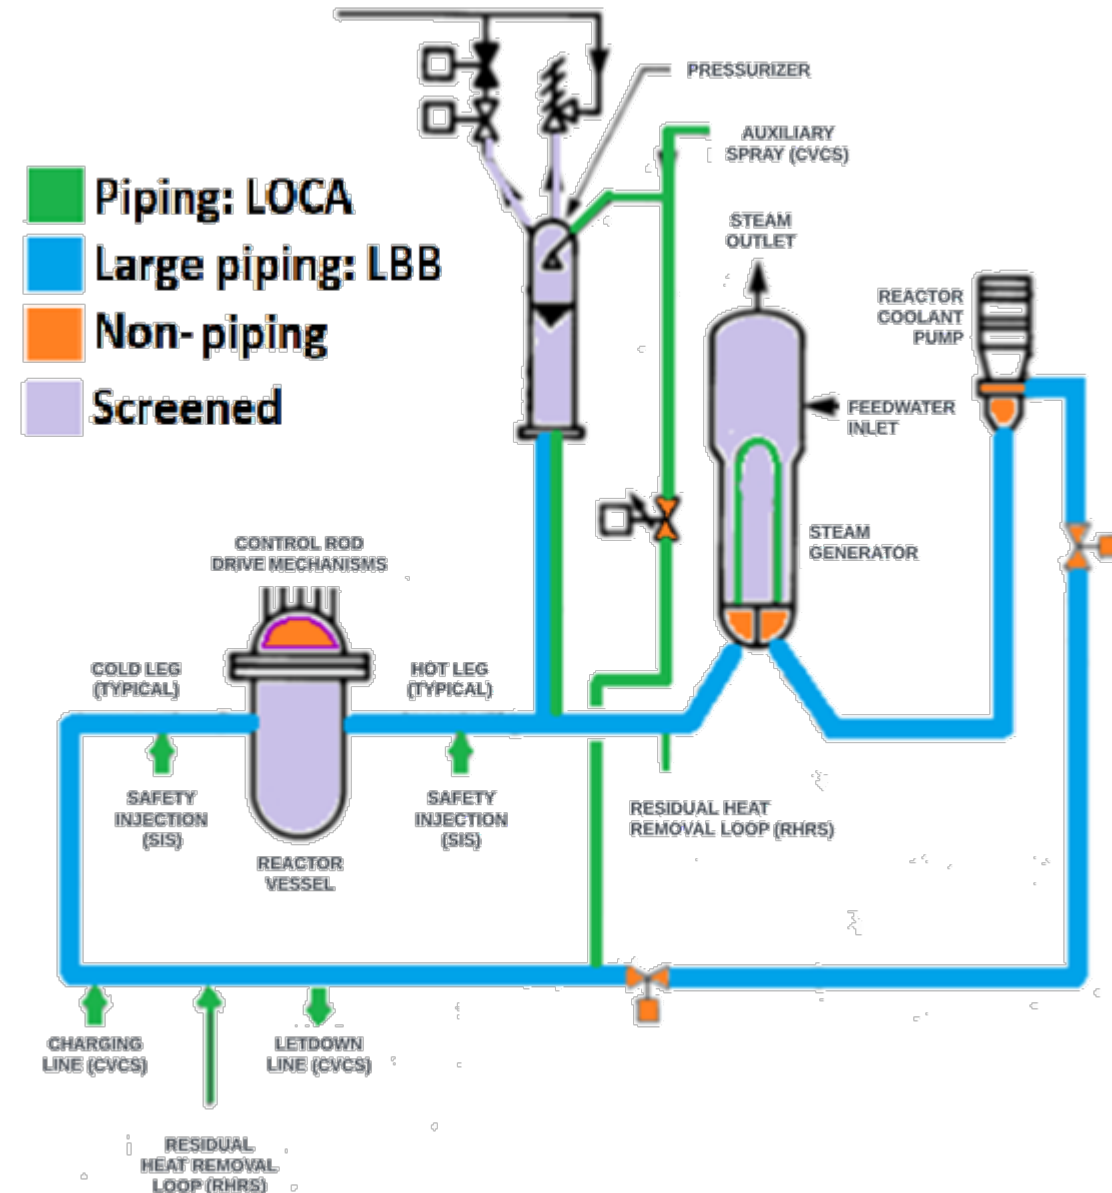 PRESSURIZER
AUXILIARY
SPRAY (CVCS)
Piping: LOCA
Large piping: LBB
Non- piping
Screened
STEAM
OUTLET
REACTOR
COOLANT
PUMP
FEEDWATER
INLET
STEAM
GENERATOR
CONTROL ROD
DRIVE MECHANISMS
COLD LEG
(TYPICAL)
HOT LEG
(TYPICAL)
SAFETY
INJECTION
(SIS)
SAFETY
INJECTION
(SIS)
RESIDUAL HEAT
REMOVAL LOOP (RHRS)
REACTOR
VESSEL
CHARGING
LINE (CVCS)
LETDOWN
LINE (CVCS)
RESIDUAL
HEAT REMOVAL
LOOP (RHRS)